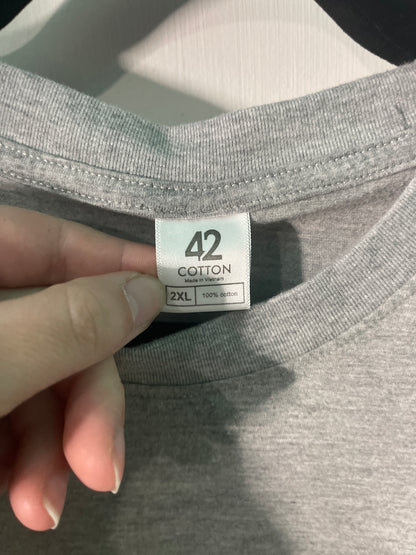 42
COTTON
Made in Vietnam
2XL 100% cotton